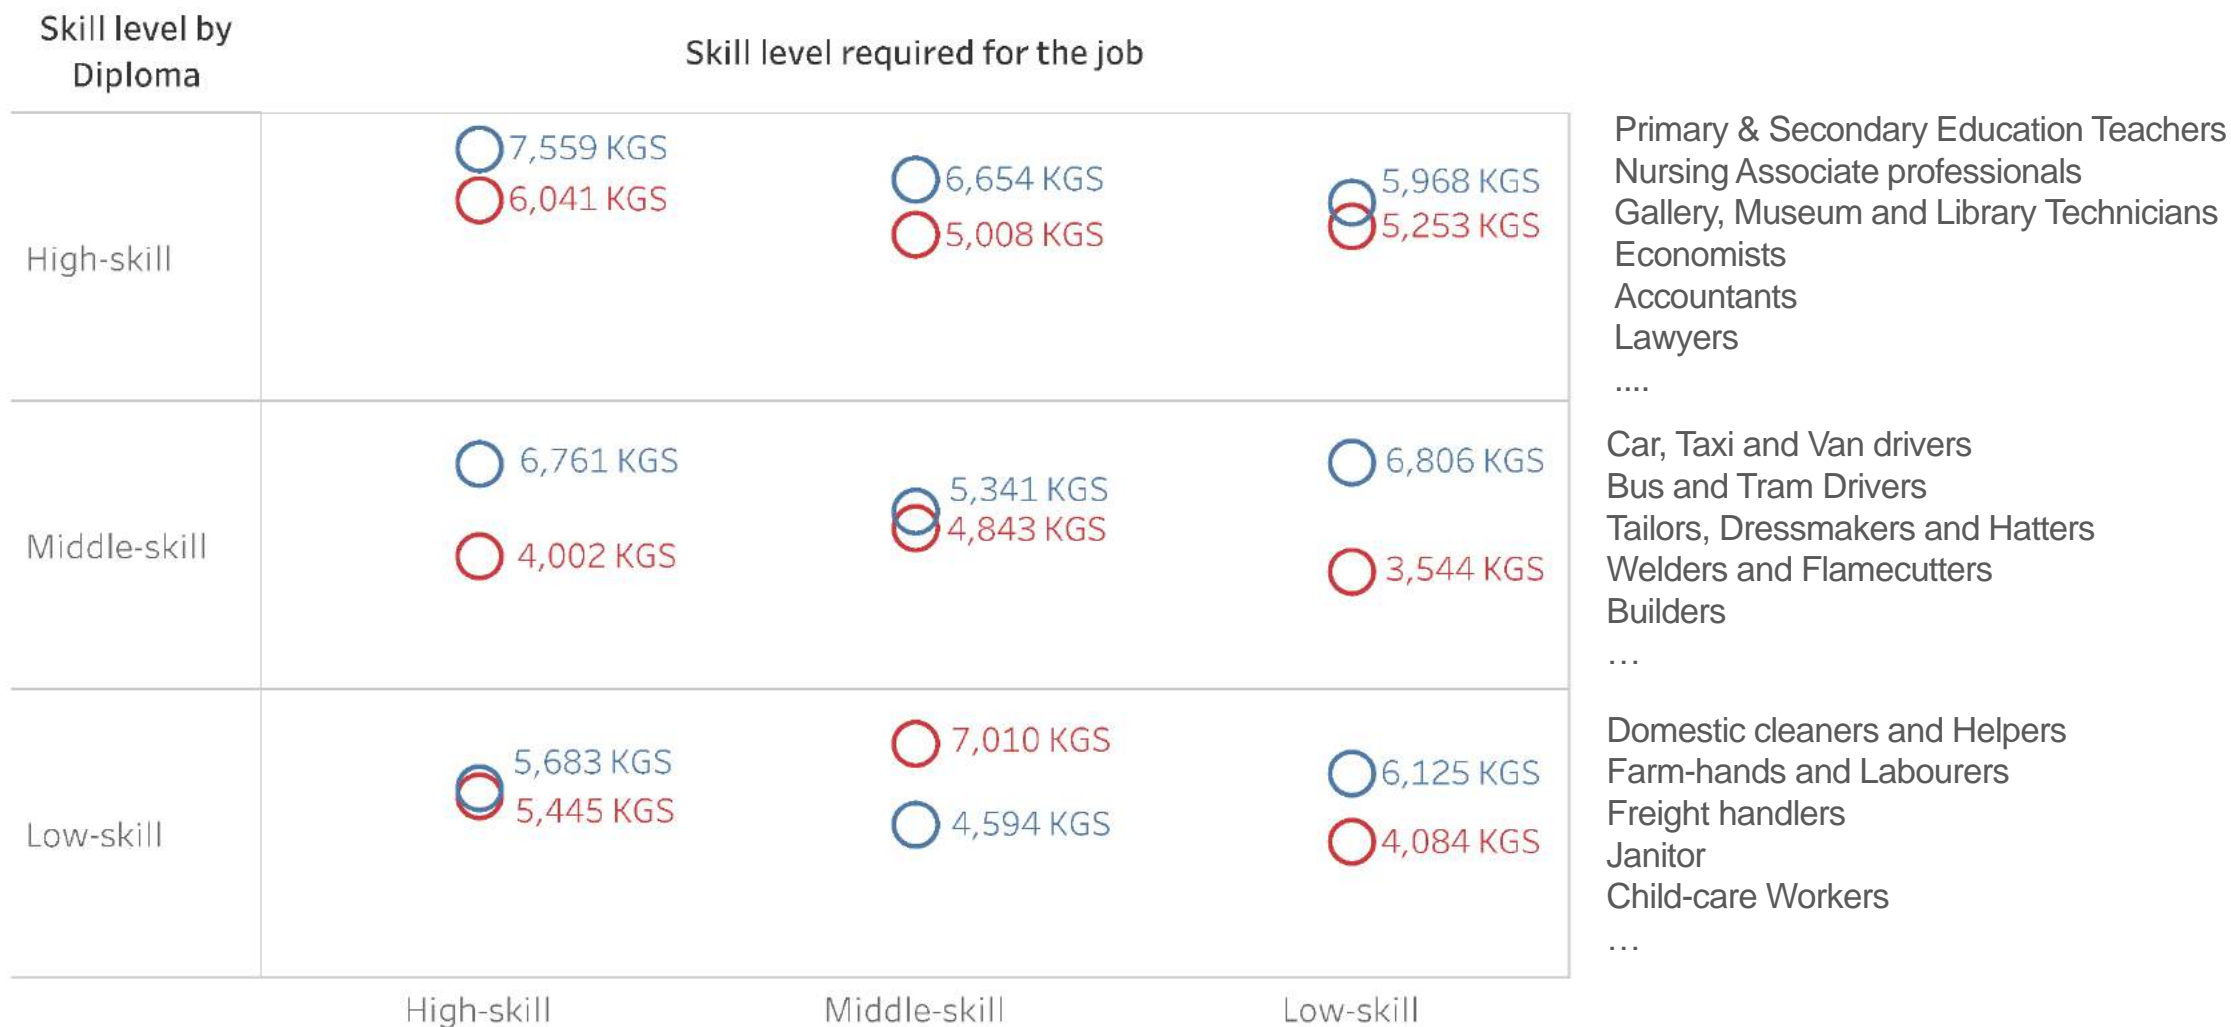 Skill level by
Diploma
Skill level required for the job
High-skill
7,559 KGS
6,041 KGS
6,654 KGS
5,008 KGS
5,968 KGS
5,253 KGS
Primary & Secondary Education Teachers
Nursing Associate professionals
Gallery, Museum and Library Technicians
Economists
Accountants
Lawyers
....
Middle-skill
6,761 KGS
4,002 KGS
5,341 KGS
4,843 KGS
6,806 KGS
3,544 KGS
Car, Taxi and Van drivers
Bus and Tram Drivers
Tailors, Dressmakers and Hatters
Welders and Flamecutters
Builders
…
Low-skill
5,683 KGS
5,445 KGS
7,010 KGS
4,594 KGS
6,125 KGS
4,084 KGS
Domestic cleaners and Helpers
Farm-hands and Labourers
Freight handlers
Janitor
Child-care Workers
…
High-skill
Middle-skill
Low-skill